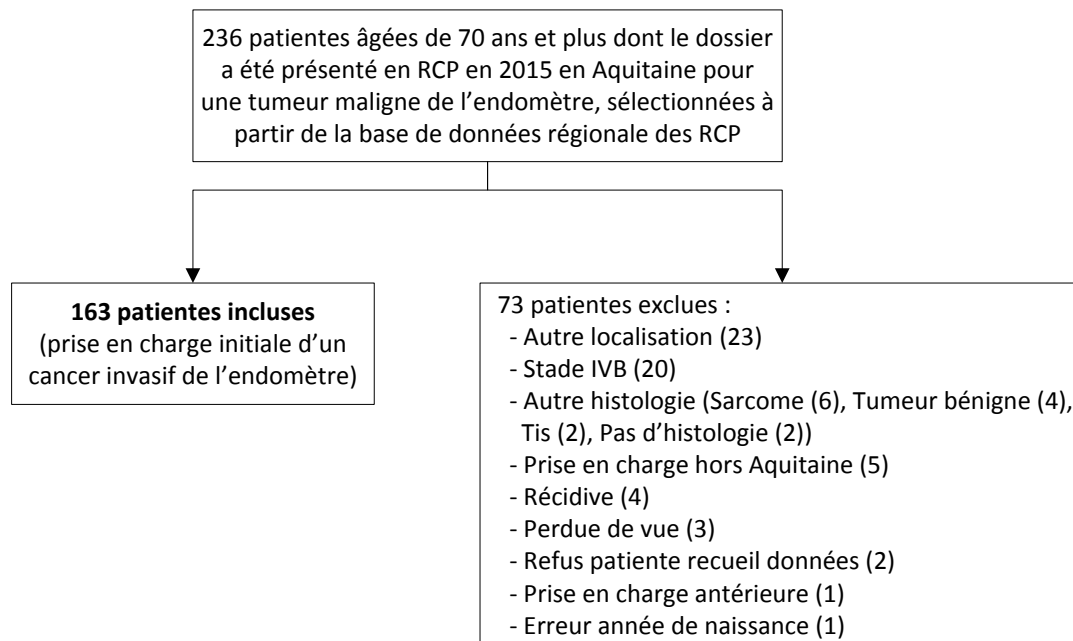 236 patientes âgées de 70 ans et plus dont le dossier
a été présenté en RCP en 2015 en Aquitaine pour
une tumeur maligne de l’endomètre, sélectionnées à
partir de la base de données régionale des RCP
163 patientes incluses
(prise en charge initiale d’un
cancer invasif de l’endomètre)
73 patientes exclues :
- Autre localisation (23)
- Stade IVB (20)
- Autre histologie (Sarcome (6), Tumeur bénigne (4),
Tis (2), Pas d’histologie (2))
- Prise en charge hors Aquitaine (5)
- Récidive (4)
- Perdue de vue (3)
- Refus patiente recueil données (2)
- Prise en charge antérieure (1)
- Erreur année de naissance (1)